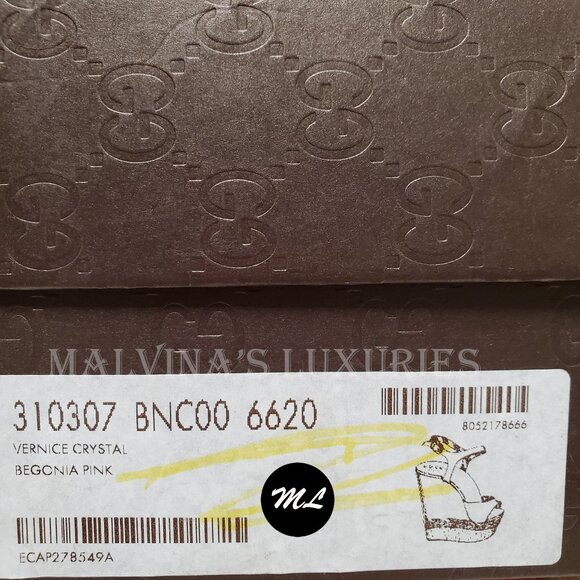 MALVINA'S LUXURIES
310307 BNC00 6620
VERNICE CRYSTAL
BEGONIA PINK
8052178666
ML
ECAP278549A